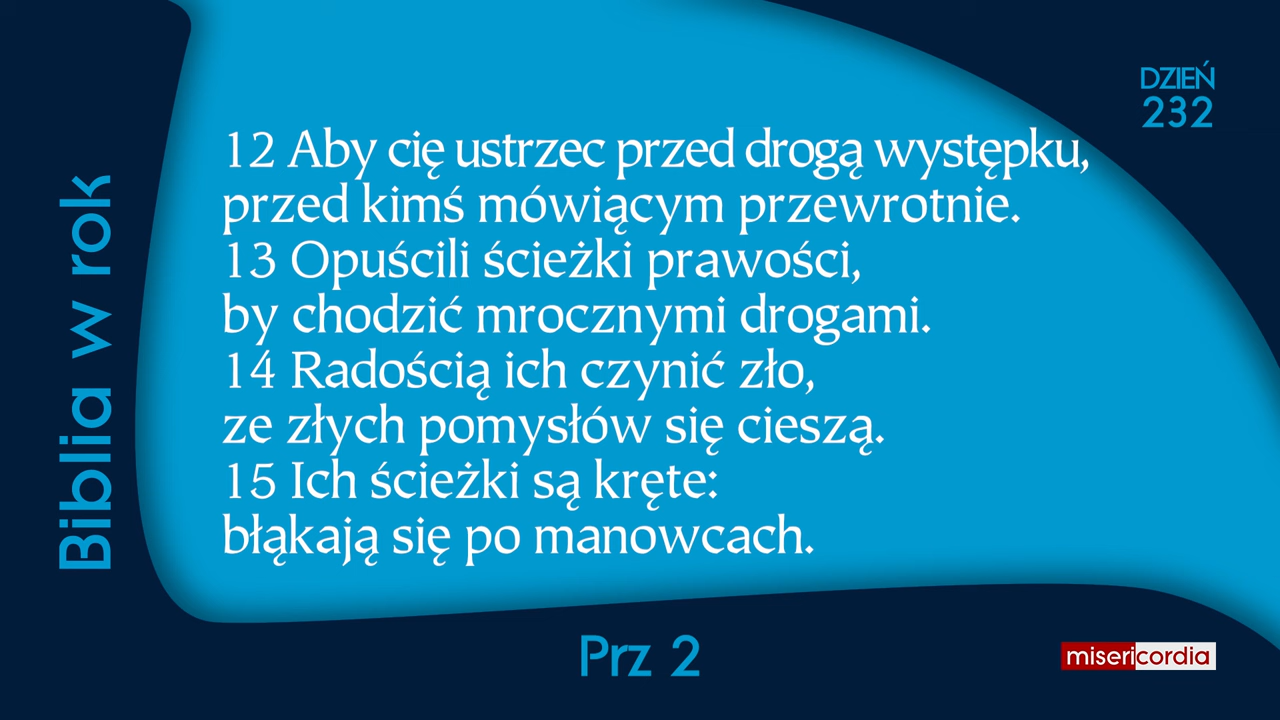 DZIEŃ
232
12 Aby cię ustrzec przed drogą występku,
przed kimś mówiącym przewrotnie.
13 Opuścili ścieżki prawości,
by chodzić mrocznymi drogami.
14 Radością ich czynić zło,
ze złych pomysłów się cieszą.
15 Ich ścieżki są kręte:
błąkają się po manowcach.
Biblia w rok
Prz 2
misericordia